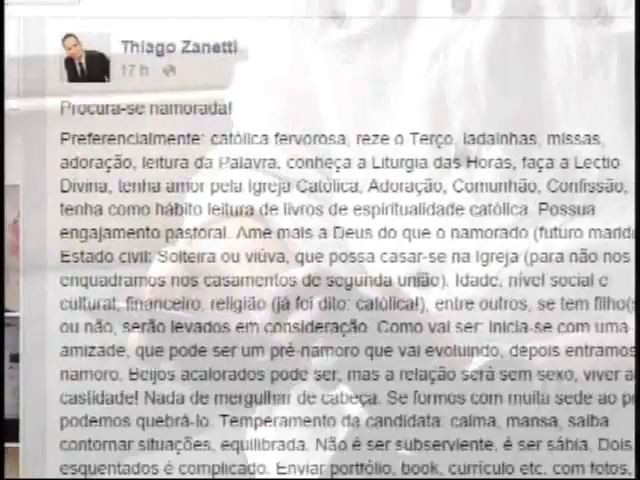 Thiago Zanetti
17 h
Procura-se namorada!
Preferencialmente: católica fervorosa, reze o Terço, ladainhas, missas,
adoração, leitura da Palavra, conheça a Liturgia das Horas, faça a Lectio
Divina, tenha amor pela Igreja Católica, Adoração, Comunhão, Confissão,
tenha como hábito leitura de livros de espiritualidade católica. Possua
engajamento pastoral. Ame mais a Deus do que o namorado (futuro marid
Estado civil: Solteira ou viúva, que possa casar-se na Igreja (para não nos
enquadramos nos casamentos de segunda união). Idade, nível social e
cultural, financeiro, religião (já foi dito: católica!), entre outros, se tem filho(
ou não, serão levados em consideração. Como vai ser: Inicia-se com uma
amizade, que pode ser um pré-namoro que vai evoluindo, depois entramos
namoro. Beijos acalorados pode ser, mas a relação será sem sexo, viver a
castidade! Nada de mergulhar de cabeça. Se formos com muita sede ao p
podemos quebrá-lo. Temperamento da candidata: calma, mansa, saiba
contornar situações, equilibrada. Não é ser subserviente, é ser sábia. Dois
esquentados é complicado. Enviar portfólio, book, currículo etc, com fotos,